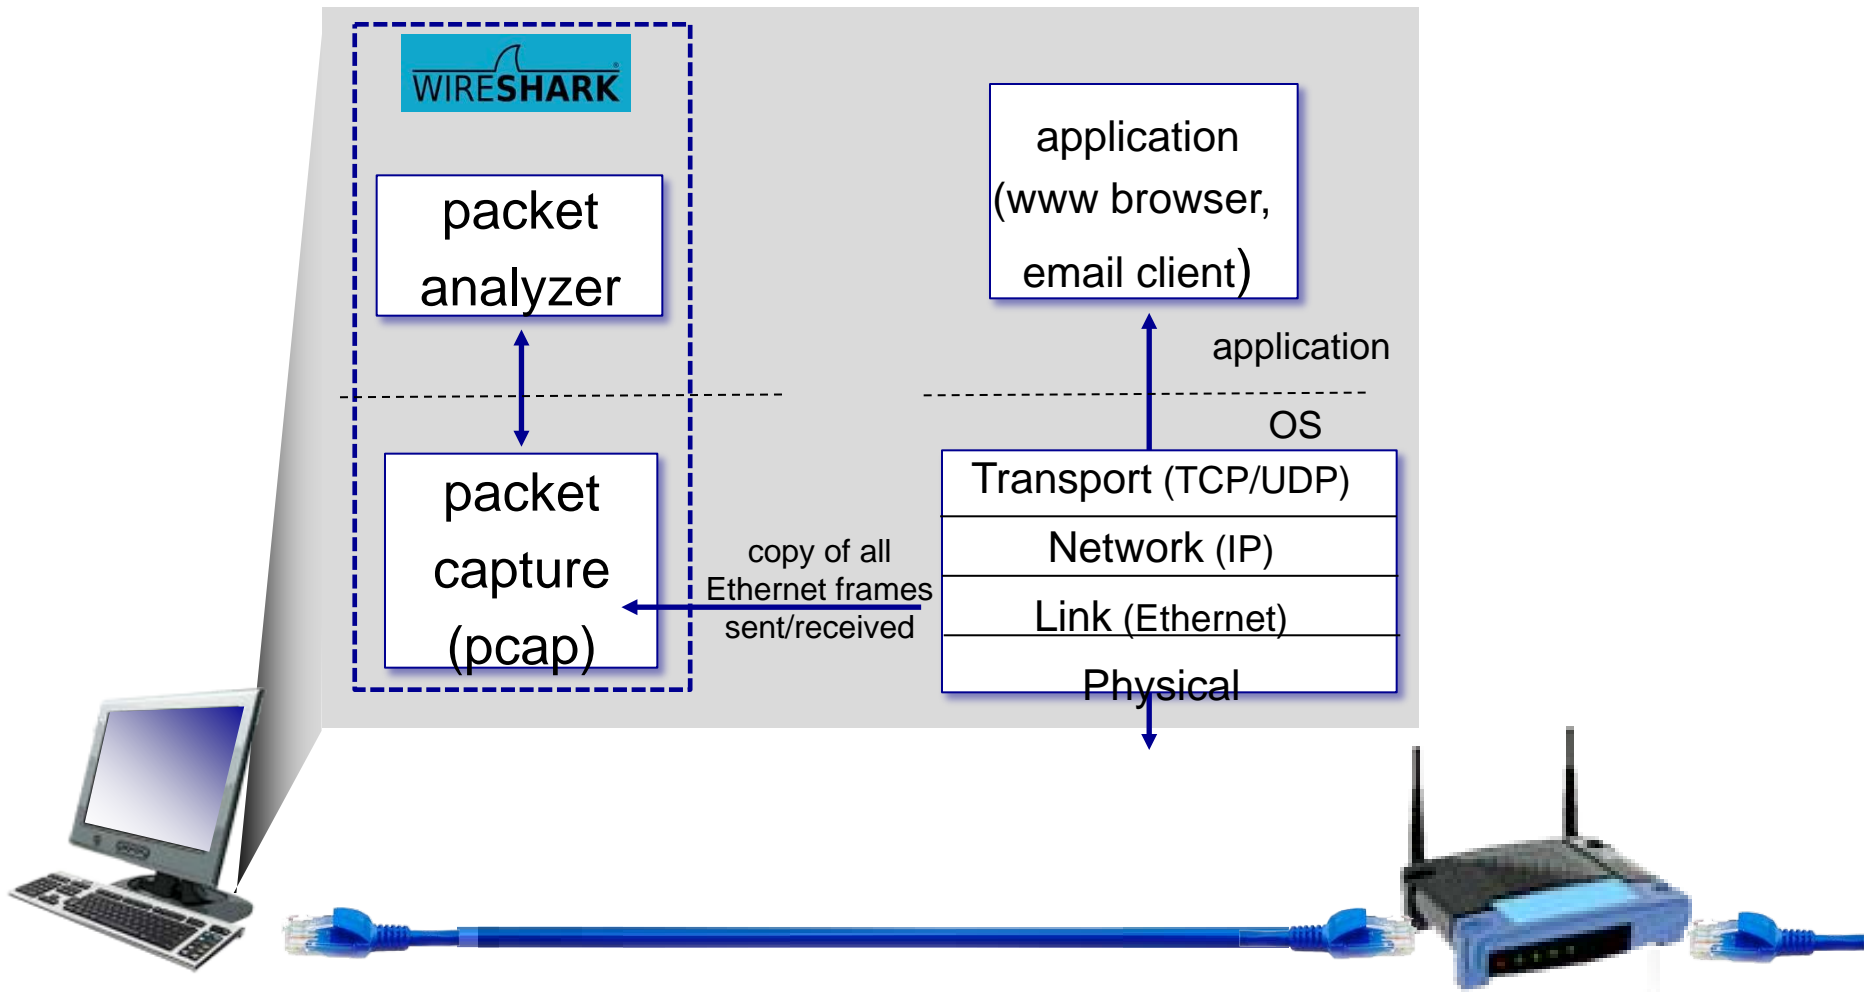 WIRESHARK
packet
analyzer
packet
capture
(pcap)
copy of all
Ethernet frames
sent/received
application
(www browser,
email client)
application
OS
Transport (TCP/UDP)
Network (IP)
Link (Ethernet)
Physical